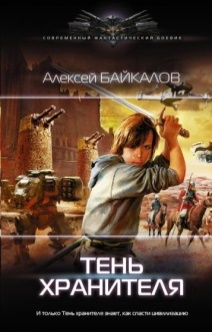 СОВРЕМЕННЫЙ ФАНТАСТИЧЕСКИЙ БОЕВИК
Алексей БАЙКАЛОВ
ТЕНЬ
ХРАНИТЕЛЯ
И только Тень хранителя знает, как спасти цивилизацию